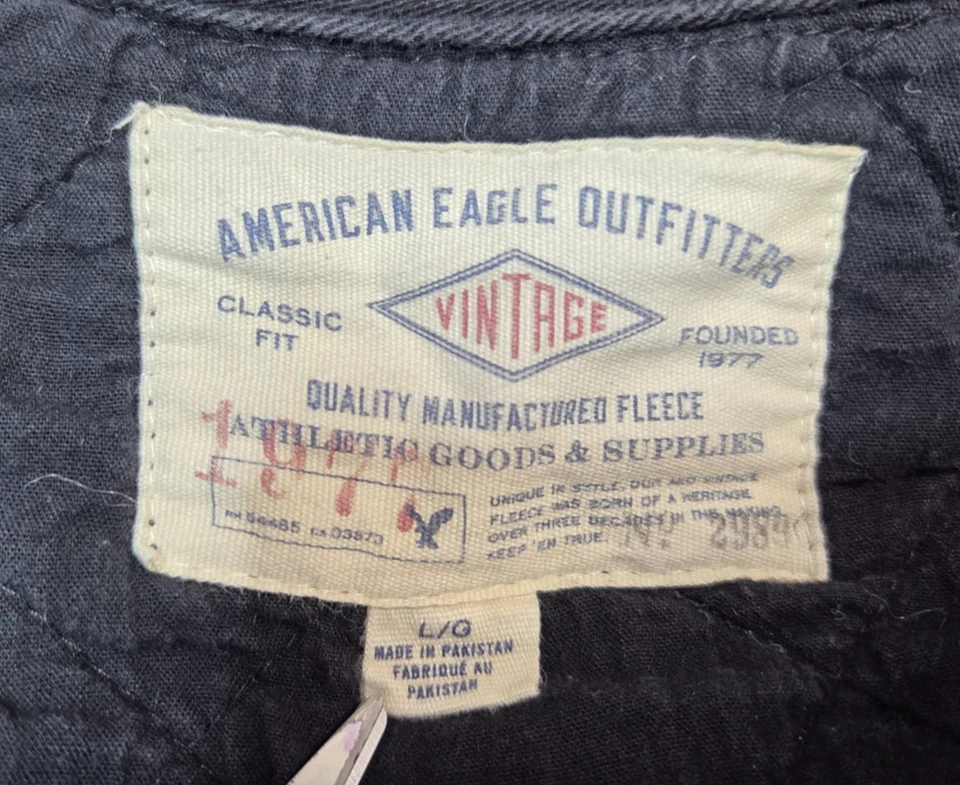 AMERICAN EAGLE OUTFITTERS
VINTAGE
CLASSIC
FIT
FOUNDED
1977
QUALITY MANUFACTURED FLEECE
ATHLETIC GOODS & SUPPLIES
1977
RN 54485 CA 03873
UNIQUE IN STYLE, OUR AEO VINTAGE
FLEECE WAS BORN OF A HERITAGE
OVER THREE DECADES IN THE MAKING.
KEEP 'EM TRUE.
L/G
MADE IN PAKISTAN
FABRIQUÉ AU
PAKISTAN